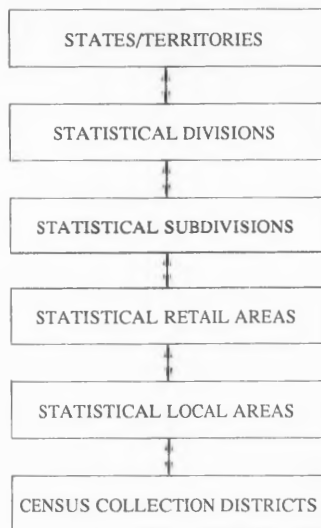 STATES/TERRITORIES
STATISTICAL DIVISIONS
STATISTICAL SUBDIVISIONS
STATISTICAL RETAIL AREAS
STATISTICAL LOCAL AREAS
CENSUS COLLECTION DISTRICTS